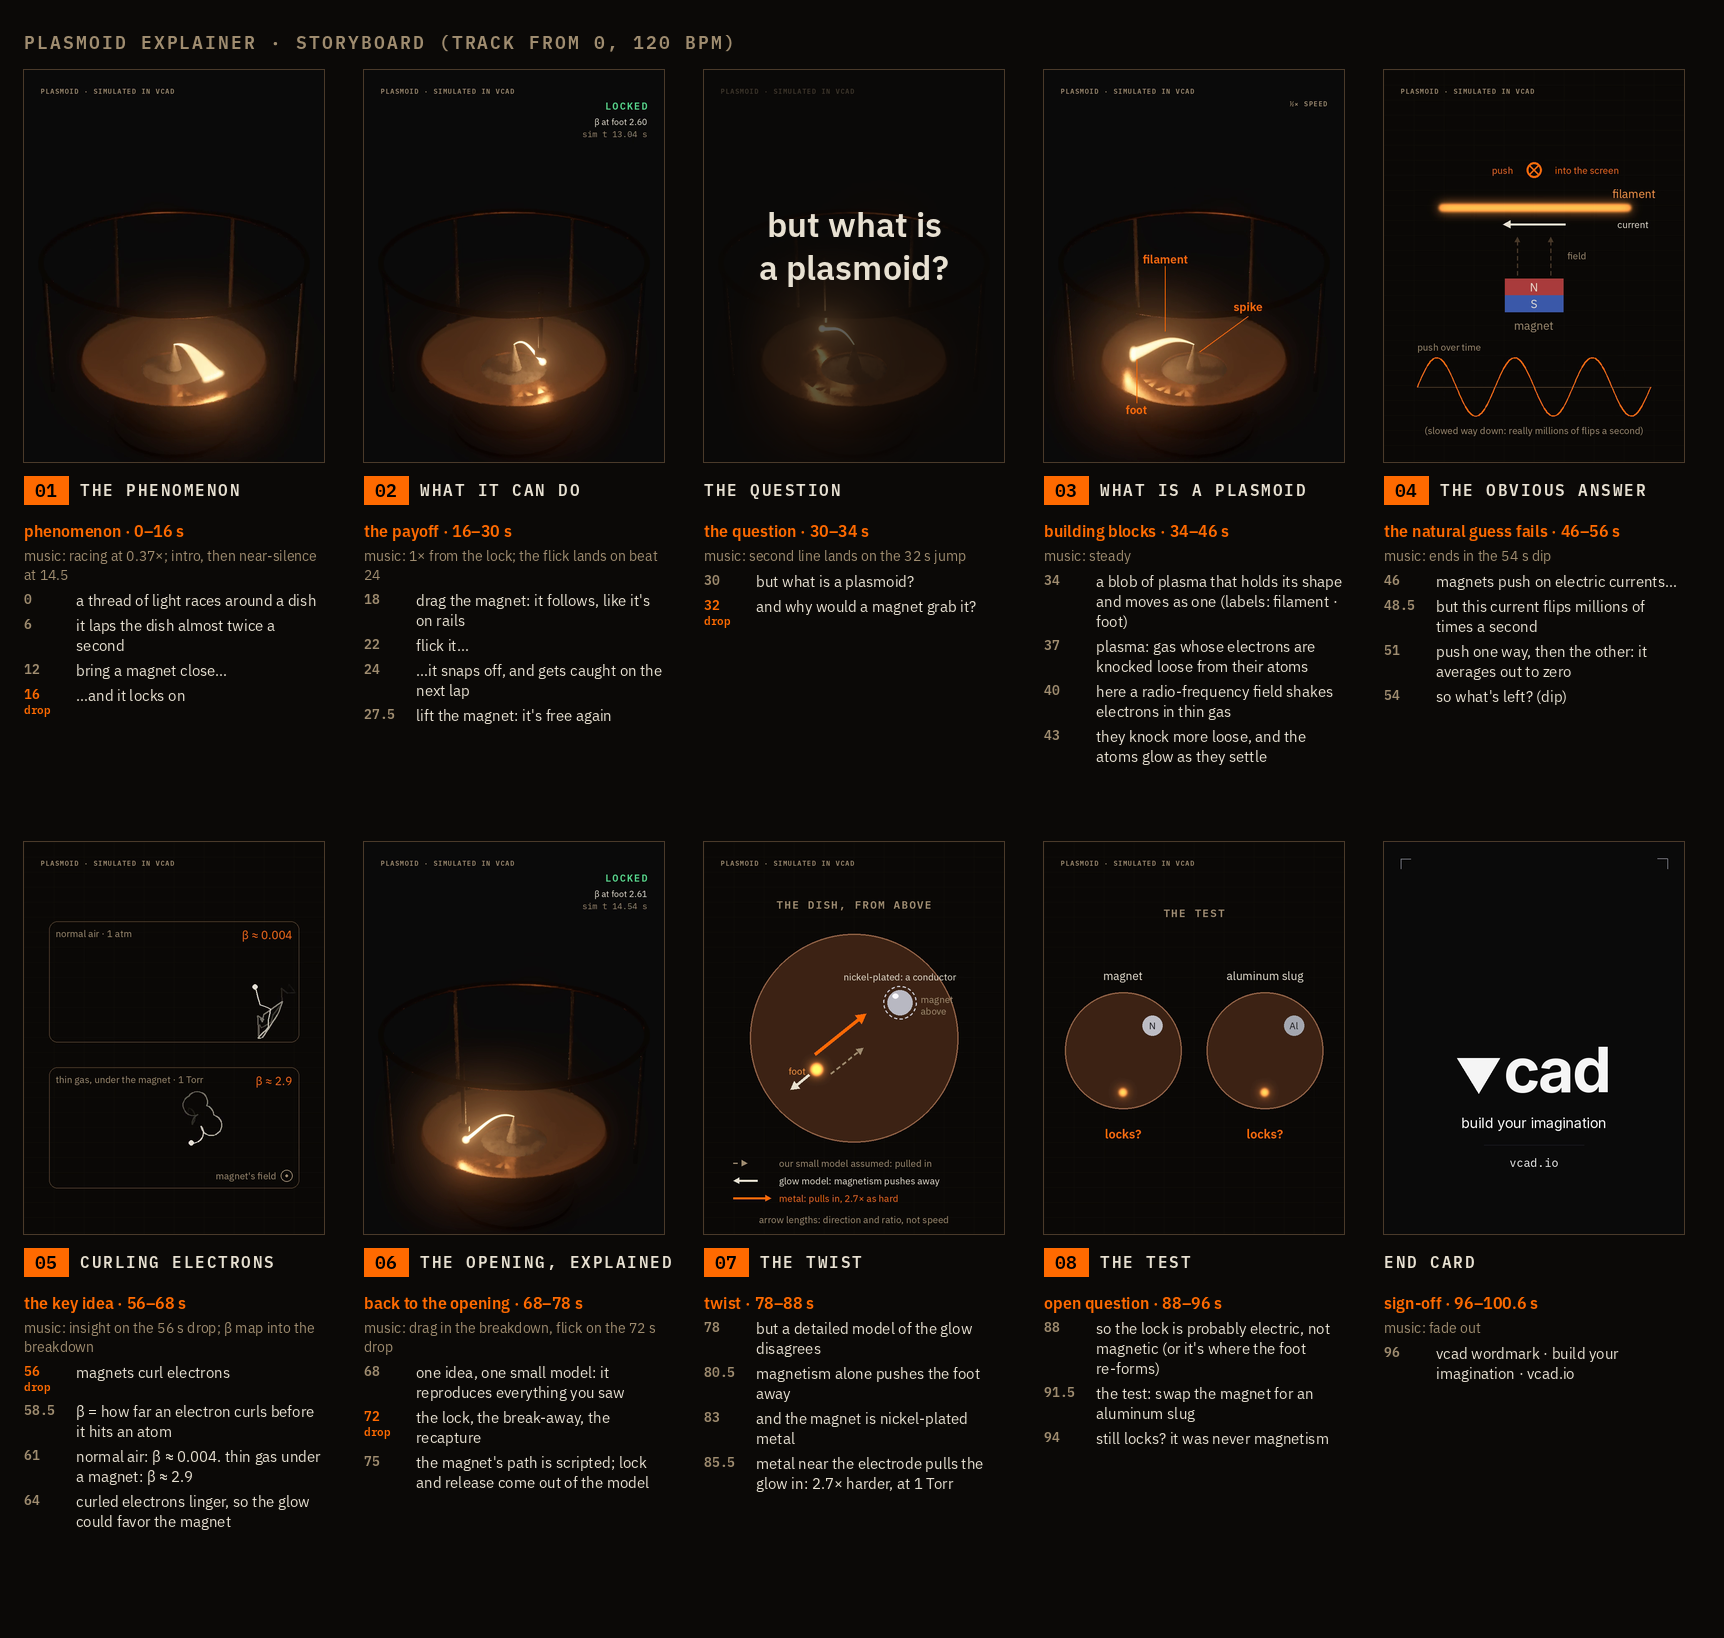 PLASMOID EXPLAINER · STORYBOARD (TRACK FROM 0, 120 BPM)
PLASMOID · SIMULATED IN VCAD
PLASMOID · SIMULATED IN VCAD
LOCKED
β at foot 2.60
sim t 13.04 s
PLASMOID · SIMULATED IN VCAD
but what is
a plasmoid?
PLASMOID · SIMULATED IN VCAD
½× SPEED
filament
spike
foot
PLASMOID · SIMULATED IN VCAD
push
into the screen
filament
current
field
N
S
magnet
push over time
(slowed way down: really millions of flips a second)
01 THE PHENOMENON
phenomenon · 0–16 s
music: racing at 0.37×; intro, then near-silence
at 14.5
0 a thread of light races around a dish
6 it laps the dish almost twice a
second
12 bring a magnet close...
16 ...and it locks on
drop
02 WHAT IT CAN DO
the payoff · 16–30 s
music: 1× from the lock; the flick lands on beat
24
18 drag the magnet: it follows, like it's
on rails
22 flick it...
24 ...it snaps off, and gets caught on the
next lap
27.5 lift the magnet: it's free again
THE QUESTION
the question · 30–34 s
music: second line lands on the 32 s jump
30 but what is a plasmoid?
32 and why would a magnet grab it?
drop
03 WHAT IS A PLASMOID
building blocks · 34–46 s
music: steady
34 a blob of plasma that holds its shape
and moves as one (labels: filament ·
foot)
37 plasma: gas whose electrons are
knocked loose from their atoms
40 here a radio-frequency field shakes
electrons in thin gas
43 they knock more loose, and the
atoms glow as they settle
04 THE OBVIOUS ANSWER
the natural guess fails · 46–56 s
music: ends in the 54 s dip
46 magnets push on electric currents...
48.5 but this current flips millions of
times a second
51 push one way, then the other: it
averages out to zero
54 so what's left? (dip)
PLASMOID · SIMULATED IN VCAD
normal air · 1 atm
β ≈ 0.004
thin gas, under the magnet · 1 Torr
β ≈ 2.9
magnet's field
PLASMOID · SIMULATED IN VCAD
LOCKED
β at foot 2.61
sim t 14.54 s
PLASMOID · SIMULATED IN VCAD
THE DISH, FROM ABOVE
nickel-plated: a conductor
magnet
above
foot
our small model assumed: pulled in
glow model: magnetism pushes away
metal: pulls in, 2.7× as hard
arrow lengths: direction and ratio, not speed
PLASMOID · SIMULATED IN VCAD
THE TEST
magnet
aluminum slug
N
Al
locks?
locks?
vcad
build your imagination
vcad.io
05 CURLING ELECTRONS
the key idea · 56–68 s
music: insight on the 56 s drop; β map into the
breakdown
56 magnets curl electrons
drop
58.5 β = how far an electron curls before
it hits an atom
61 normal air: β ≈ 0.004. thin gas under
a magnet: β ≈ 2.9
64 curled electrons linger, so the glow
could favor the magnet
06 THE OPENING, EXPLAINED
back to the opening · 68–78 s
music: drag in the breakdown, flick on the 72 s
drop
68 one idea, one small model: it
reproduces everything you saw
72 the lock, the break-away, the
drop recapture
75 the magnet's path is scripted; lock
and release come out of the model
07 THE TWIST
twist · 78–88 s
78 but a detailed model of the glow
disagrees
80.5 magnetism alone pushes the foot
away
83 and the magnet is nickel-plated
metal
85.5 metal near the electrode pulls the
glow in: 2.7× harder, at 1 Torr
08 THE TEST
open question · 88–96 s
88 so the lock is probably electric, not
magnetic (or it's where the foot
re-forms)
91.5 the test: swap the magnet for an
aluminum slug
94 still locks? it was never magnetism
END CARD
sign-off · 96–100.6 s
music: fade out
96 vcad wordmark · build your
imagination · vcad.io